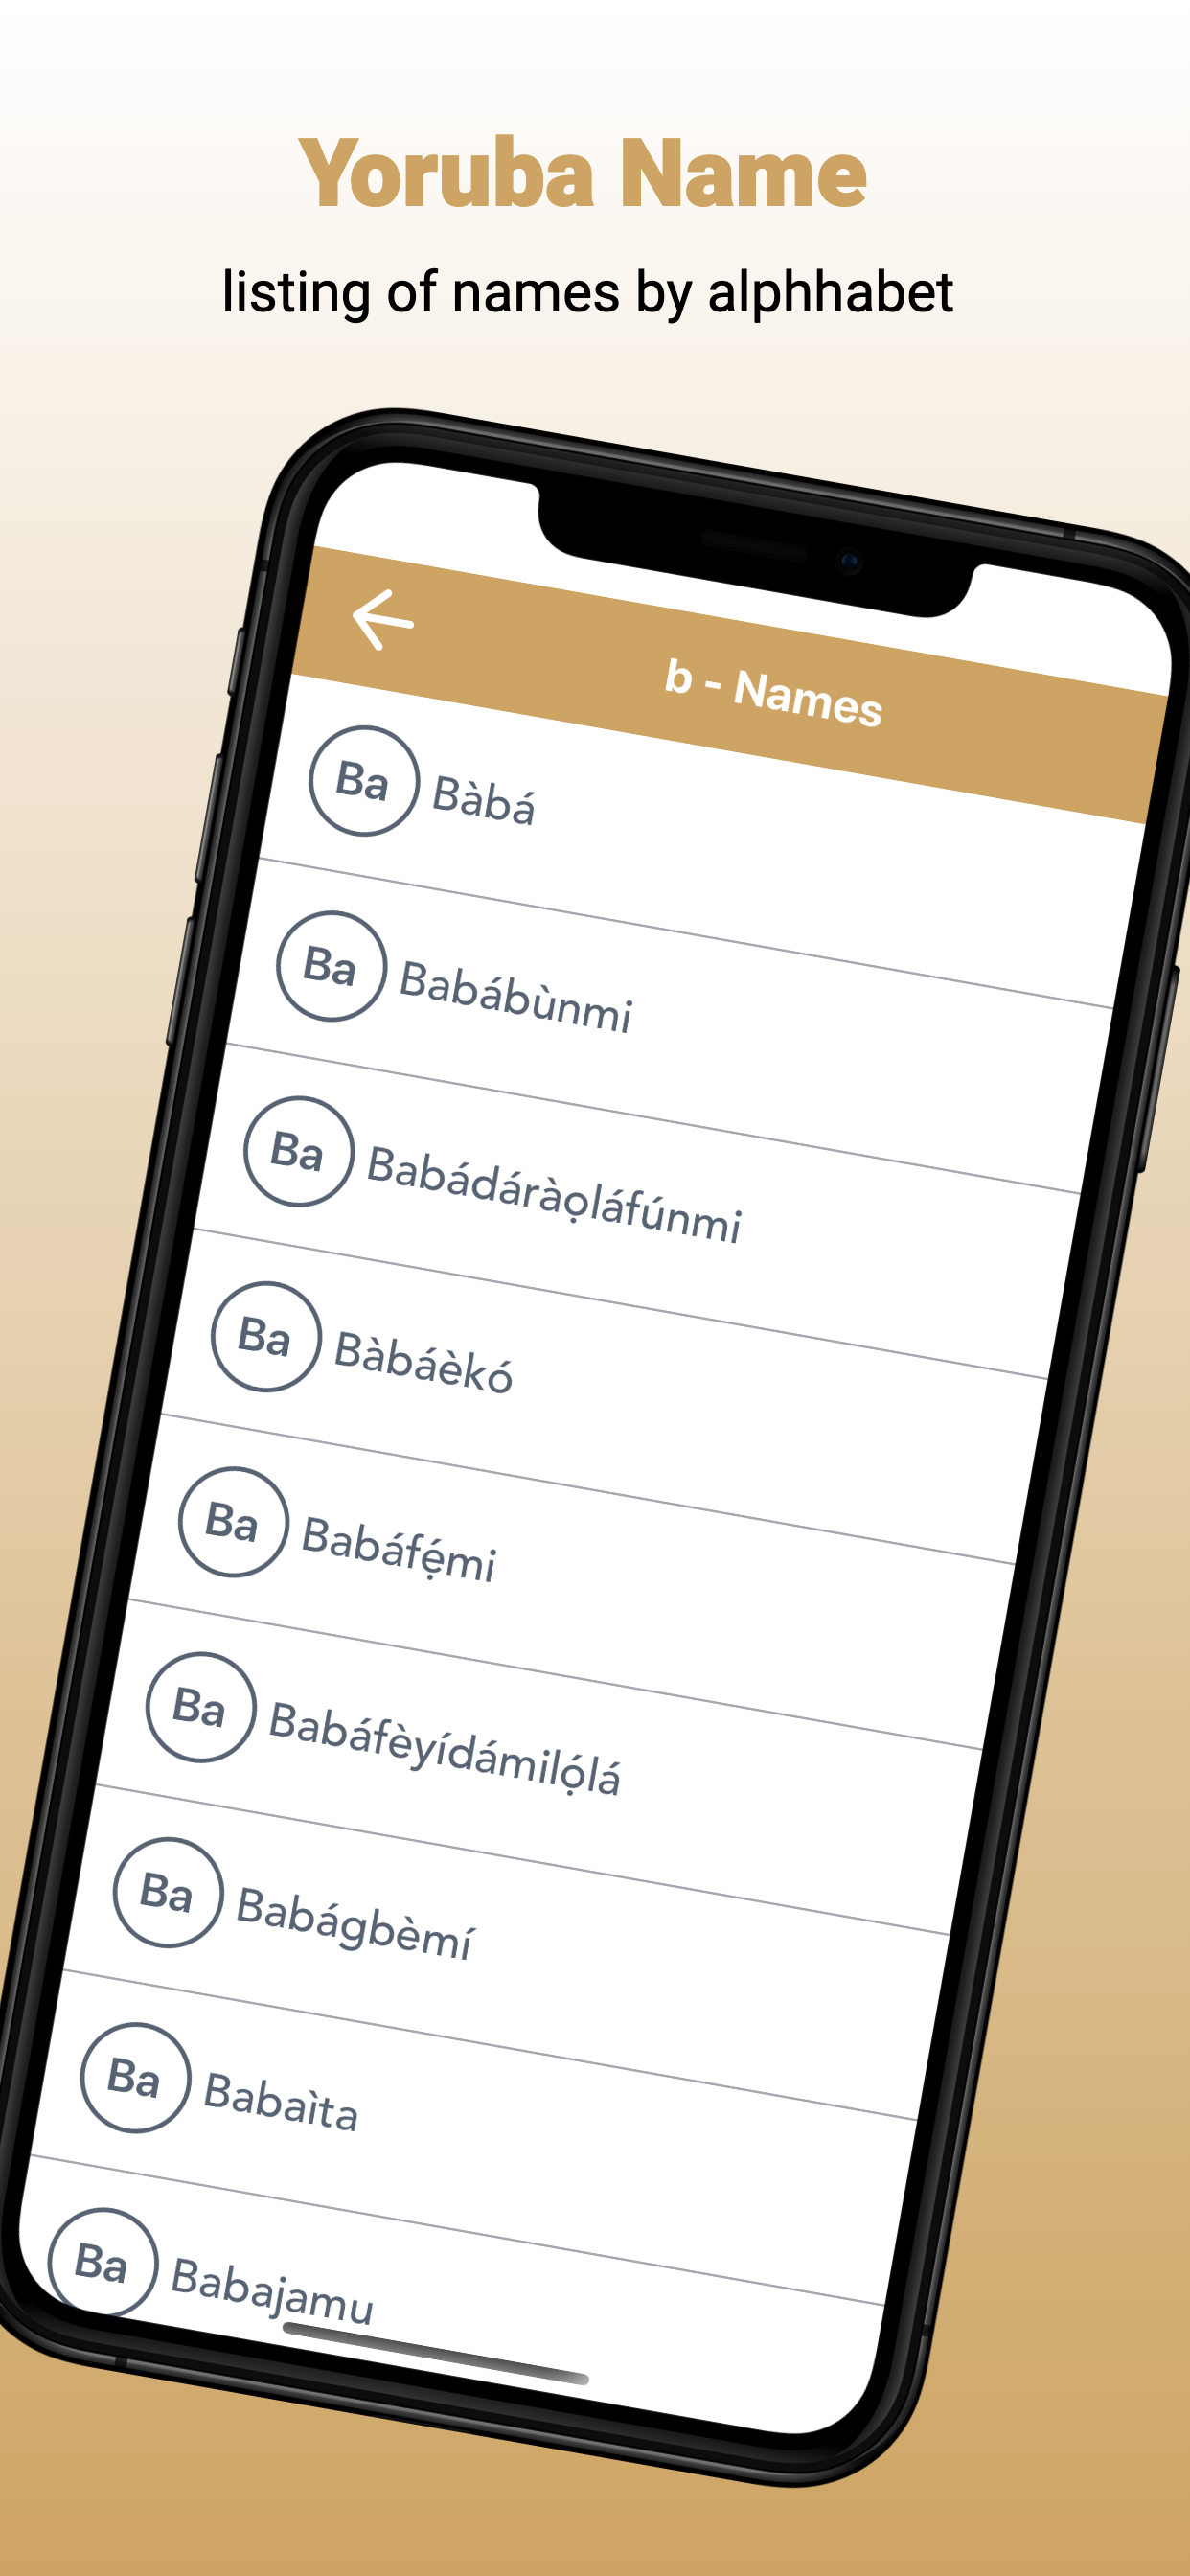 Yoruba Name
listing of names by alphhabet
b - Names
Ba Bàbá
Ba Babábùnmi
Ba Babádáràọláfúnmi
Ba Bàbáèkó
Ba Babáfẹ́mi
Ba Babáfèyídámilọ́lá
Ba Babágbèmí
Ba Babaìta
Ba Babajamu